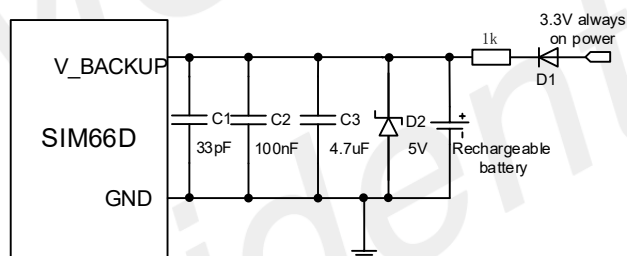 3.3V always
on power
1k
D1
V_BACKUP
C1
C2
C3
D2
+
SIM66D
33pF
100nF
4.7uF
5V
Rechargeable
battery
GND
ident